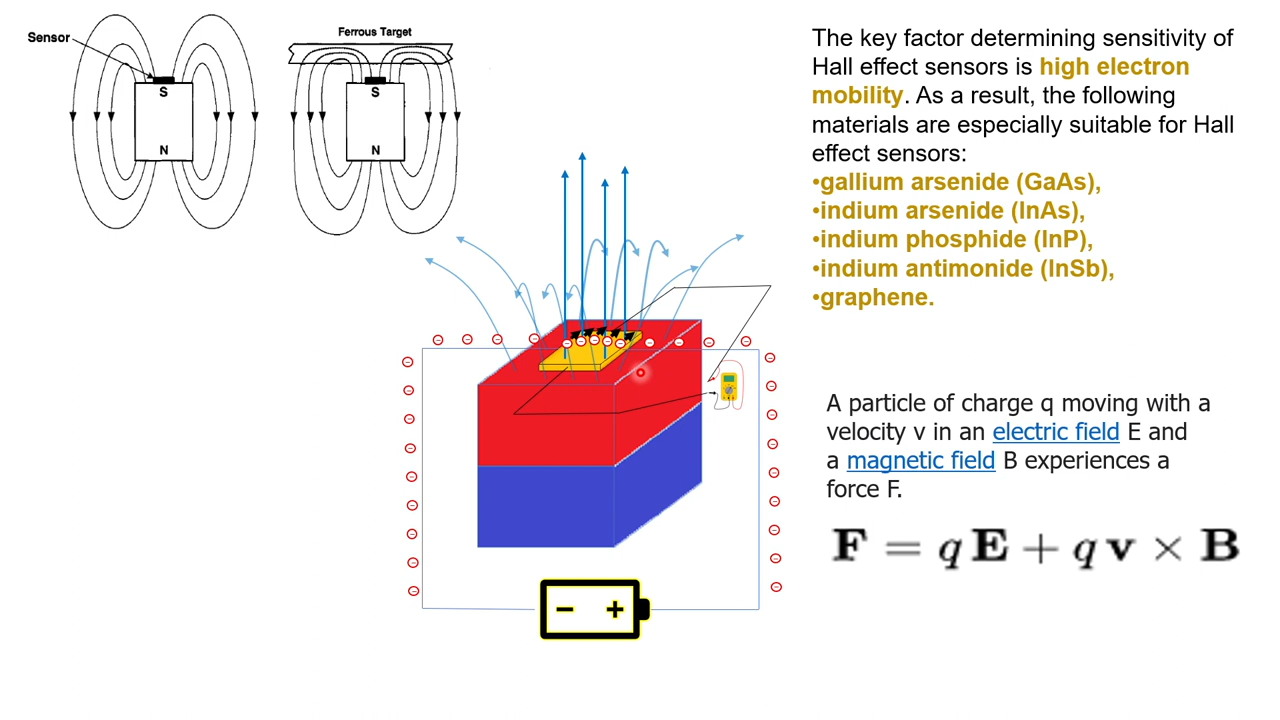 Sensor
S
N
Ferrous Target
S
N
The key factor determining sensitivity of
Hall effect sensors is high electron
mobility. As a result, the following
materials are especially suitable for Hall
effect sensors:
•gallium arsenide (GaAs),
•indium arsenide (InAs),
•indium phosphide (InP),
•indium antimonide (InSb),
•graphene.
A particle of charge q moving with a
velocity v in an electric field E and
a magnetic field B experiences a
force F.
F = q E + q v × B
− +